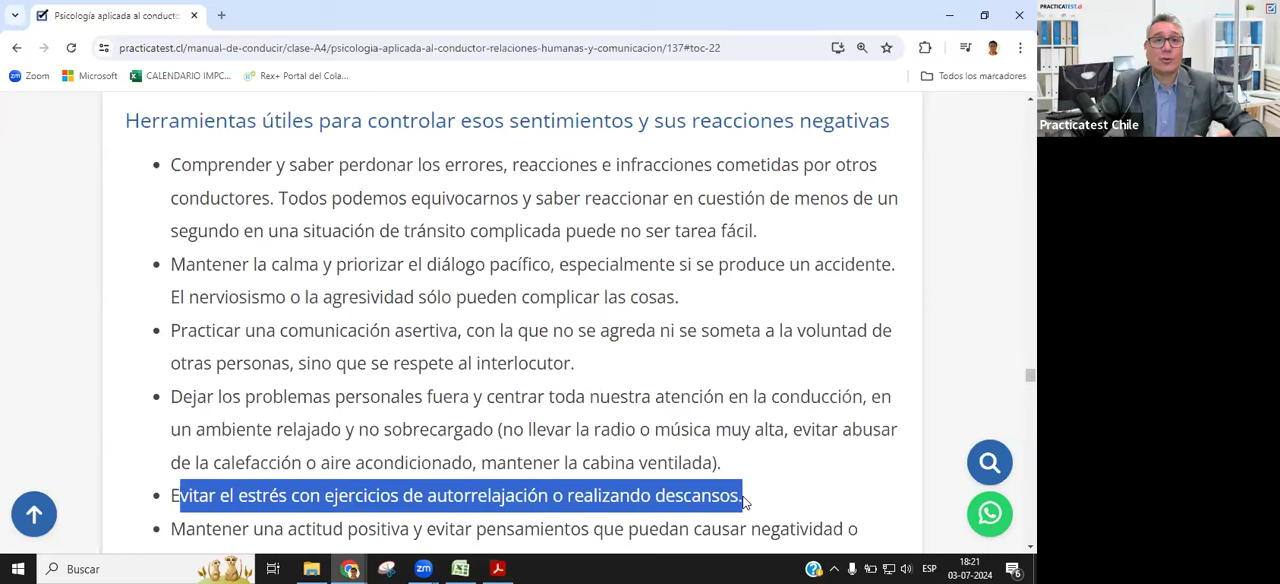 Psicología aplicada al conducto
practicatest.cl/manual-de-conducir/clase-A4/psicologia-aplicada-al-conductor-relaciones-humanas-y-comunicacion/137#toc-22
Zoom
Microsoft
CALENDARIO IMPC...
Rex+ Portal del Cola...
Todos los marcadores
PRACTICATEST.cl
Practicatest Chile
Herramientas útiles para controlar esos sentimientos y sus reacciones negativas
Comprender y saber perdonar los errores, reacciones e infracciones cometidas por otros
conductores. Todos podemos equivocarnos y saber reaccionar en cuestión de menos de un
segundo en una situación de tránsito complicada puede no ser tarea fácil.
Mantener la calma y priorizar el diálogo pacífico, especialmente si se produce un accidente.
El nerviosismo o la agresividad sólo pueden complicar las cosas.
Practicar una comunicación asertiva, con la que no se agreda ni se someta a la voluntad de
otras personas, sino que se respete al interlocutor.
Dejar los problemas personales fuera y centrar toda nuestra atención en la conducción, en
un ambiente relajado y no sobrecargado (no llevar la radio o música muy alta, evitar abusar
de la calefacción o aire acondicionado, mantener la cabina ventilada).
Evitar el estrés con ejercicios de autorrelajación o realizando descansos.
Mantener una actitud positiva y evitar pensamientos que puedan causar negatividad o
Buscar
zm
ESP
18:21
03-07-2024
6